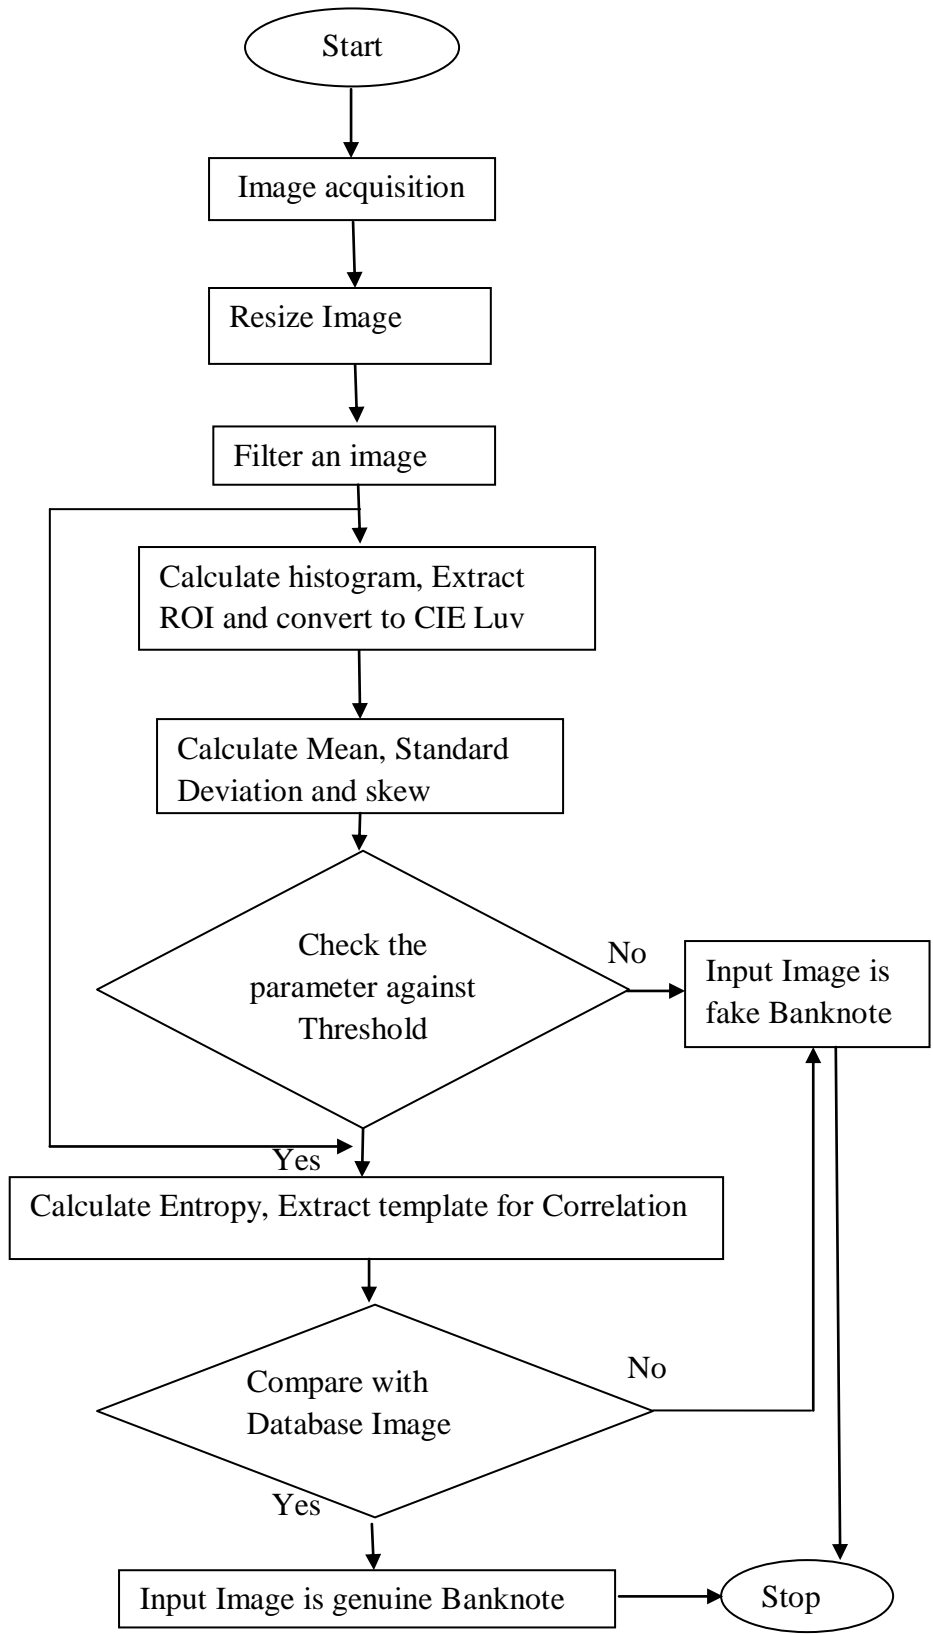 Start
Image acquisition
Resize Image
Filter an image
Calculate histogram, Extract
ROI and convert to CIE Luv
Calculate Mean, Standard
Deviation and skew
Check the
parameter against
Threshold
No
Input Image is
fake Banknote
Yes
Calculate Entropy, Extract template for Correlation
Compare with
Database Image
No
Yes
Input Image is genuine Banknote
Stop